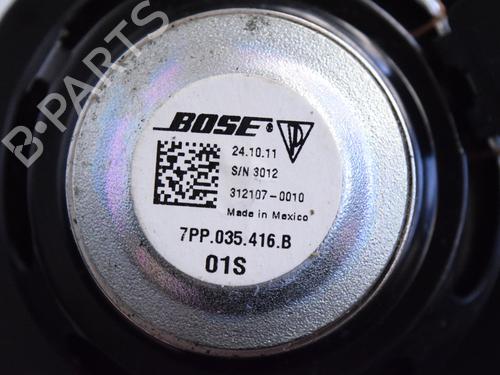 B-PARTS
BOSE®
24.10.11
S/N 3012
312107-0010
Made in Mexico
7PP.035.416.B
01S